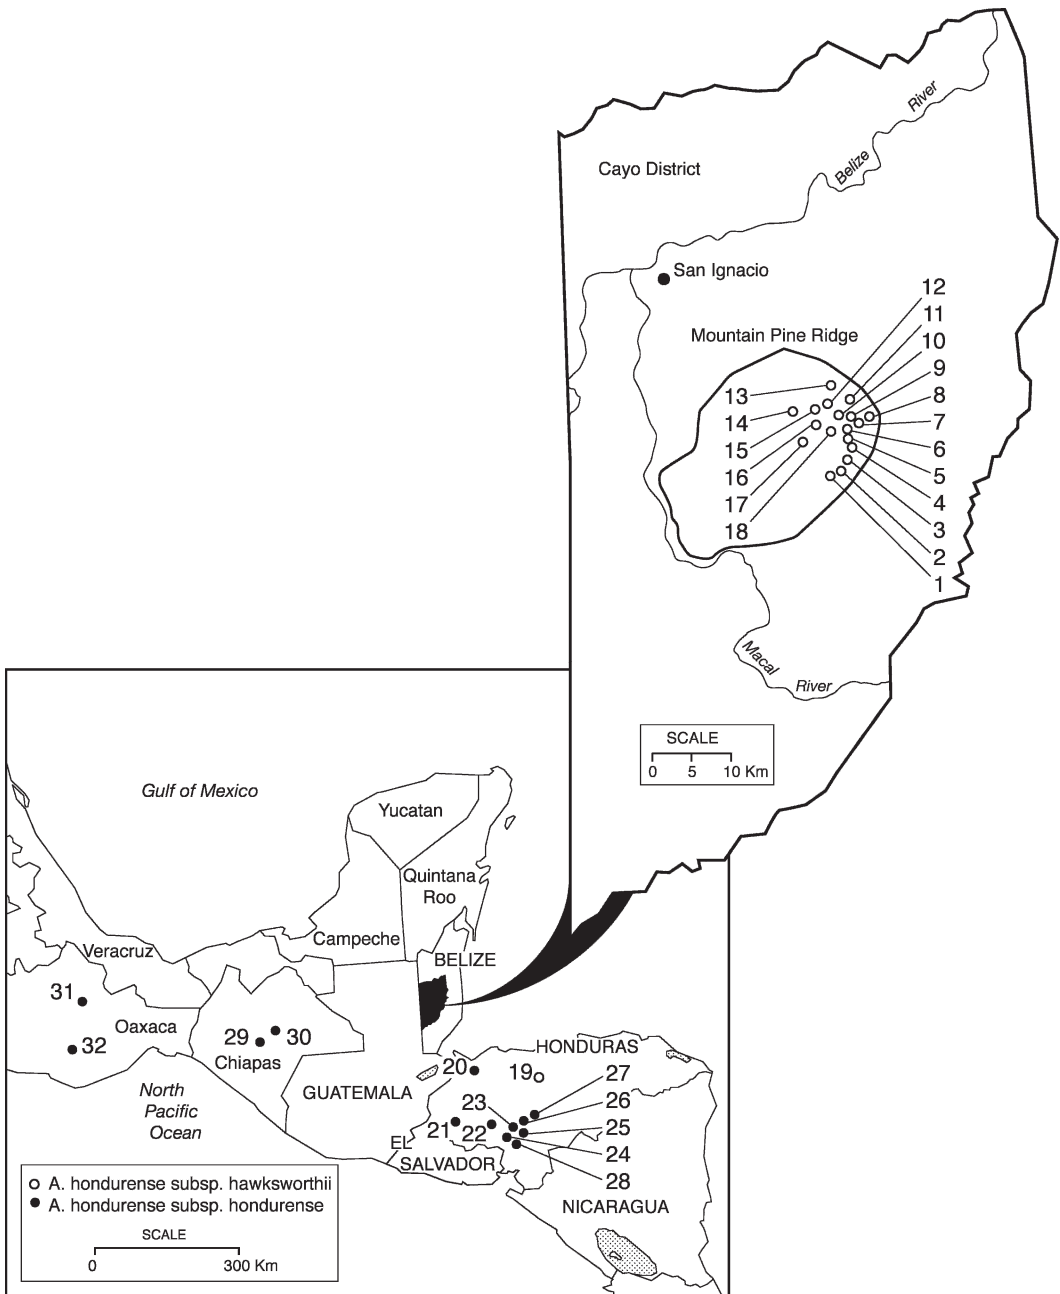 River
Belize
Cayo District
San Ignacio
Mountain Pine Ridge
12
11
10
9
8
7
6
5
4
3
2
1
13
14
15
16
17
18
Macal
River
SCALE
0 5 10 Km
Gulf of Mexico
Yucatan
Quintana
Roo
Campeche
Veracruz
BELIZE
31
Oaxaca
32
29
30
Chiapas
North
Pacific
Ocean
GUATEMALA
HONDURAS
20
19
27
26
25
24
28
23
21
22
EL
SALVADOR
NICARAGUA
A. hondurense subsp. hawksworthii
A. hondurense subsp. hondurense
SCALE
0 300 Km